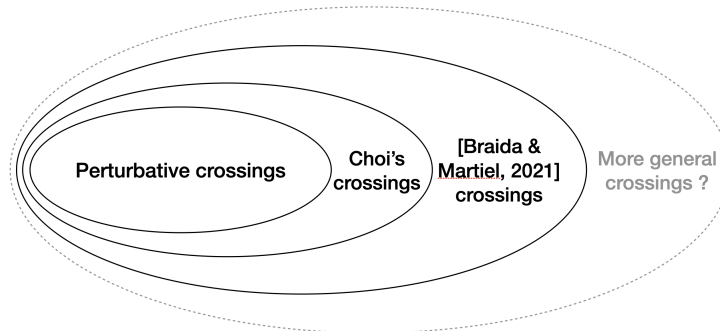 Perturbative crossings
Choi's
crossings
[Braida &
Martiel, 2021]
crossings
More general
crossings ?